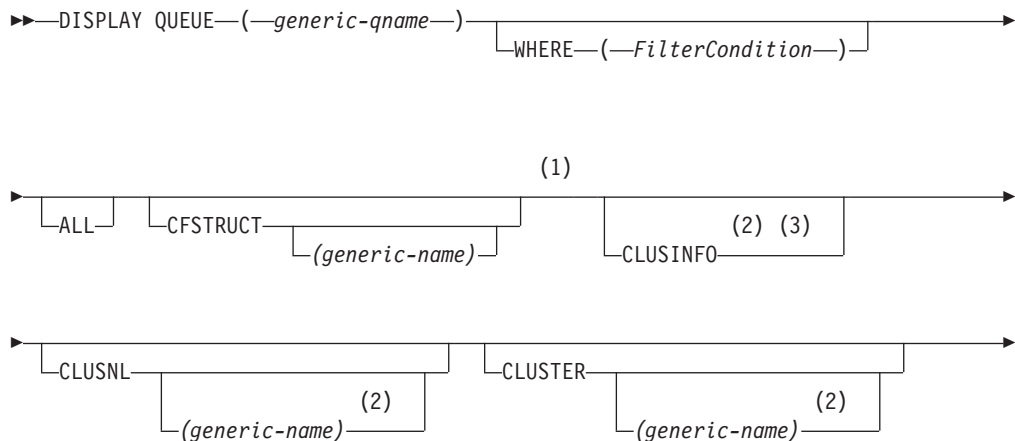 DISPLAY QUEUE ( generic-qname )
WHERE ( FilterCondition )
(1)
ALL CFSTRUCT
(generic-name)
(2) (3)
CLUSINFO
CLUSNL CLUSTER
(2) (2)
(generic-name) (generic-name)